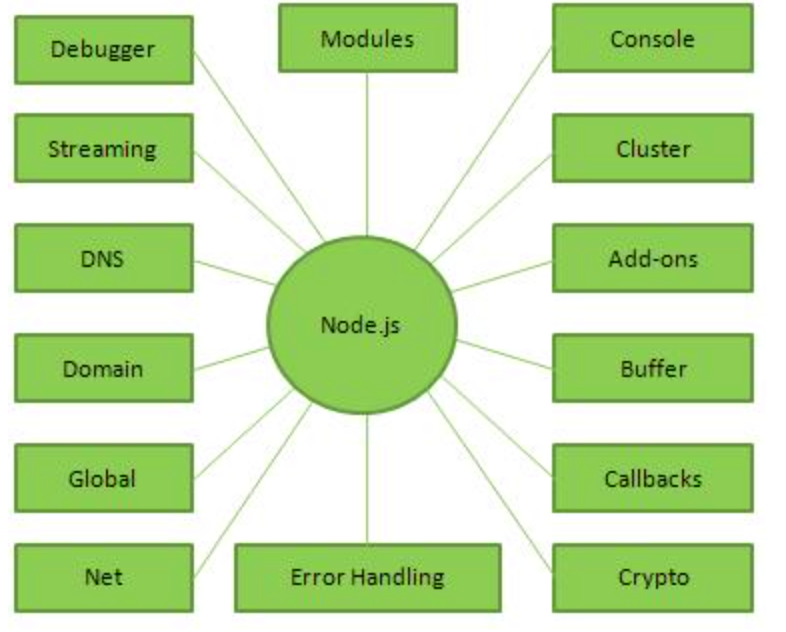 Debugger
Modules
Console
Streaming
Cluster
DNS
Add-ons
Node.js
Domain
Buffer
Global
Callbacks
Net
Error Handling
Crypto